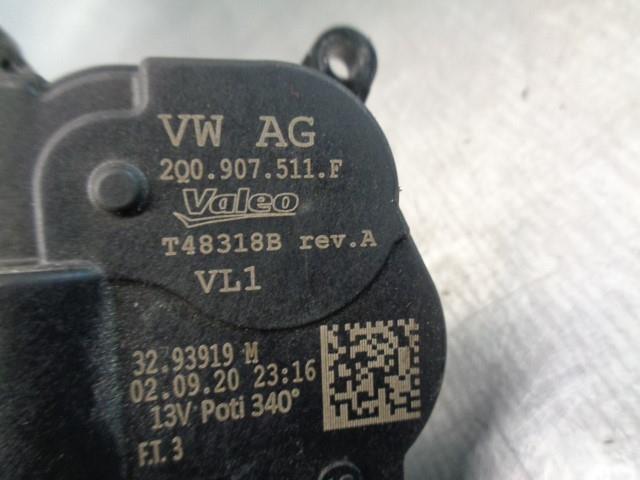 VW AG
2Q0.907.511.F
Valeo
T48318B rev.A
VL1
32.93919 M
02.09.20 23:16
13V Poti 340°
F.T. 3